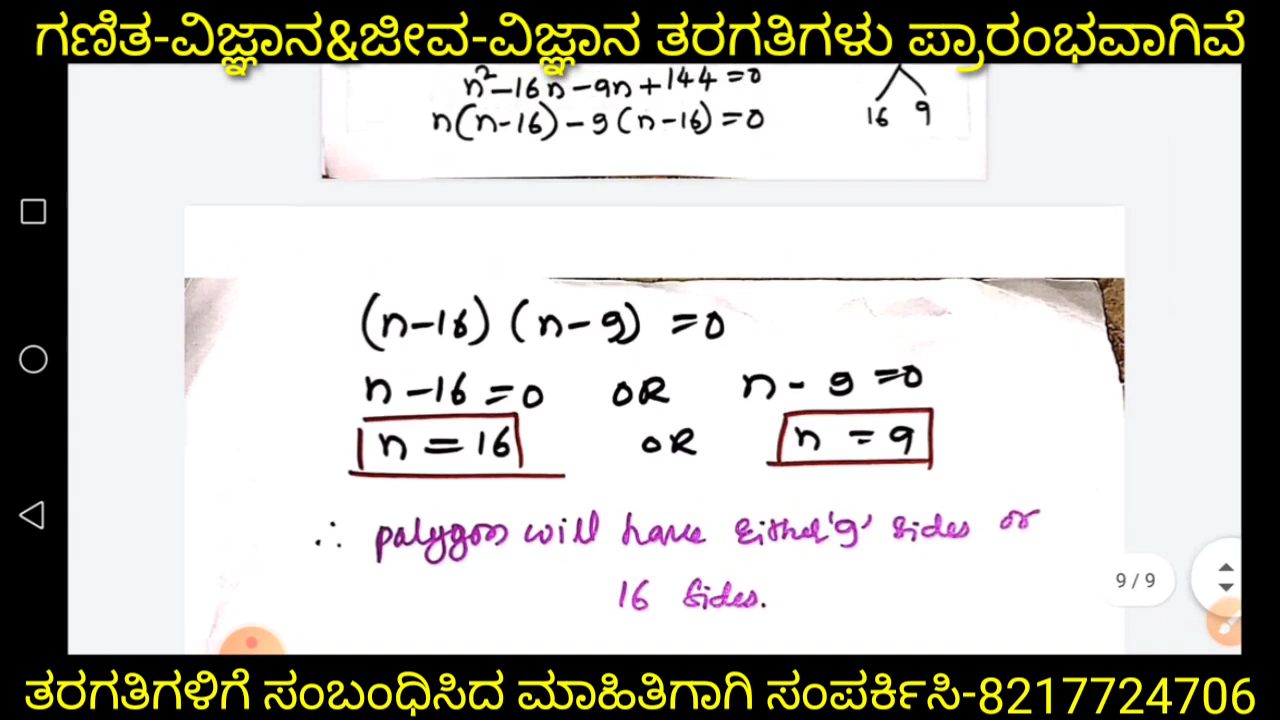 ಗಣಿತ-ವಿಜ್ಞಾನ&ಜೀವ-ವಿಜ್ಞಾನ ತರಗತಿಗಳು ಪ್ರಾರಂಭವಾಗಿವೆ
n²-16n-9n+144=0
16 9
n(n-16)-9(n-16)=0
(n-16) (n-9) =0
n-16=0 OR n-9=0
n=16 OR n=9
∴ polygon will have either '9' sides or
16 sides.
9/9
ತರಗತಿಗಳಿಗೆ ಸಂಬಂಧಿಸಿದ ಮಾಹಿತಿಗಾಗಿ ಸಂಪರ್ಕಿಸಿ-8217724706